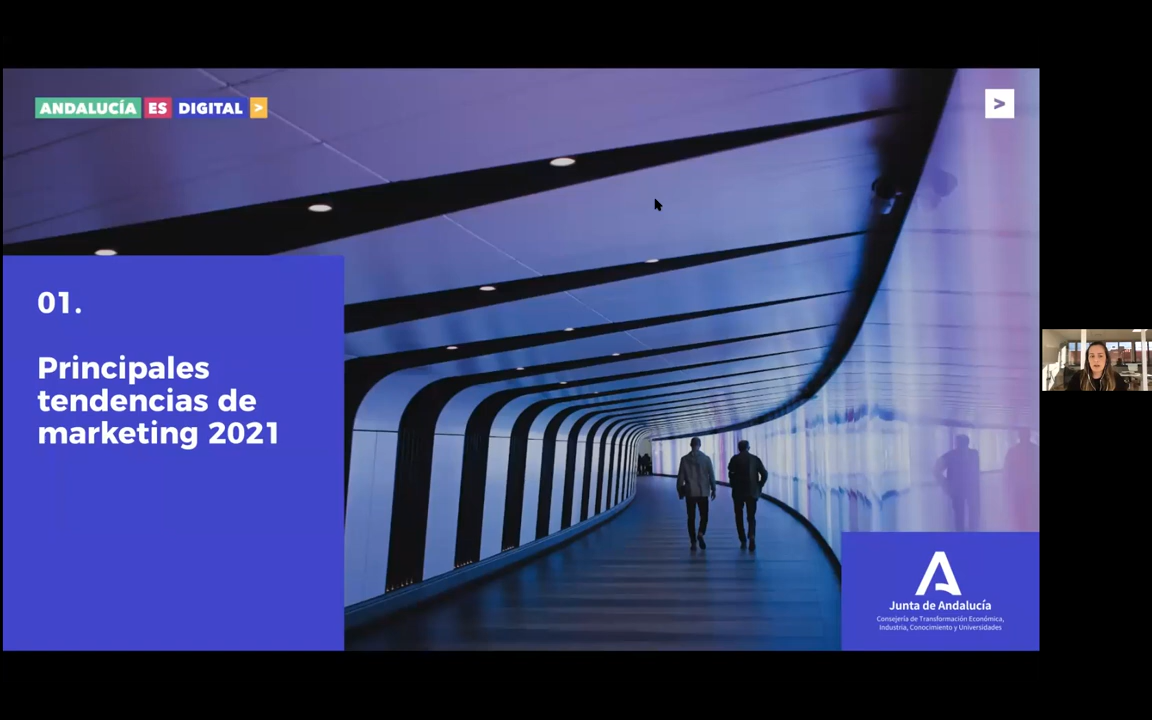 ANDALUCÍA ES DIGITAL >
>
01.
Principales
tendencias de
marketing 2021
Junta de Andalucía
Consejería de Transformación Económica,
Industria, Conocimiento y Universidades